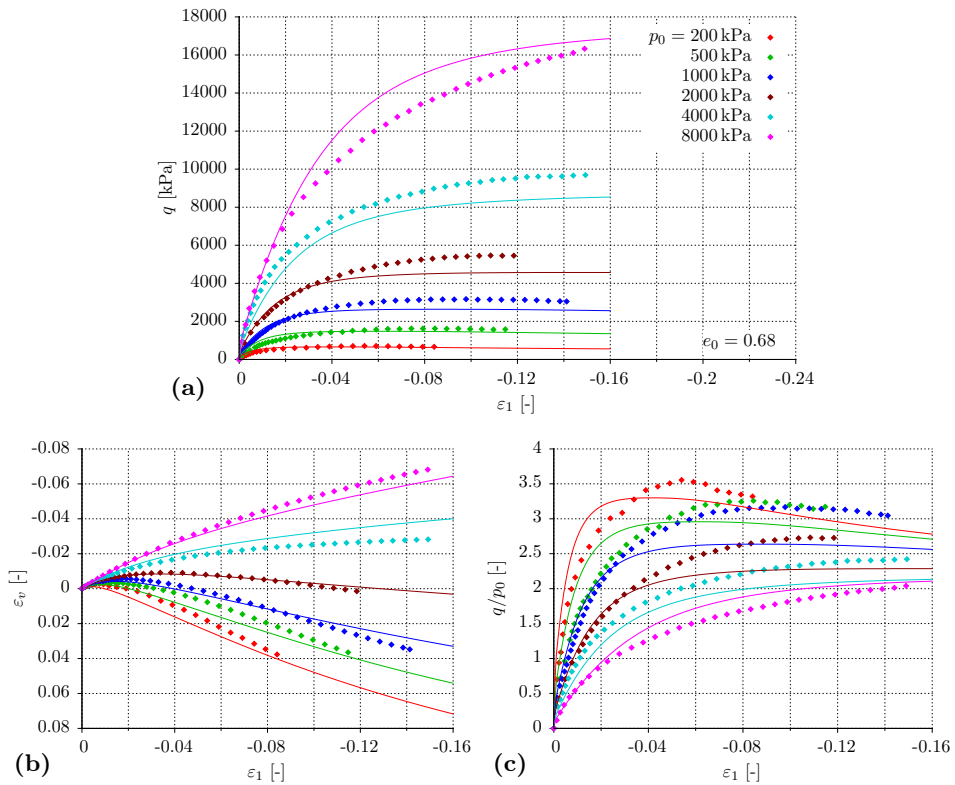 18000
16000
14000
12000
10000
8000
6000
4000
2000
0
q [kPa]
p₀ = 200 kPa
500 kPa
1000 kPa
2000 kPa
4000 kPa
8000 kPa
e₀ = 0.68
0 -0.04 -0.08 -0.12 -0.16 -0.2 -0.24
(a)
ε₁ [-]
-0.08
-0.06
-0.04
-0.02
0
0.02
0.04
0.06
0.08
εᵥ [-]
0 -0.04 -0.08 -0.12 -0.16
(b)
ε₁ [-]
4
3.5
3
2.5
2
1.5
1
0.5
0
q/p₀ [-]
0 -0.04 -0.08 -0.12 -0.16
(c)
ε₁ [-]